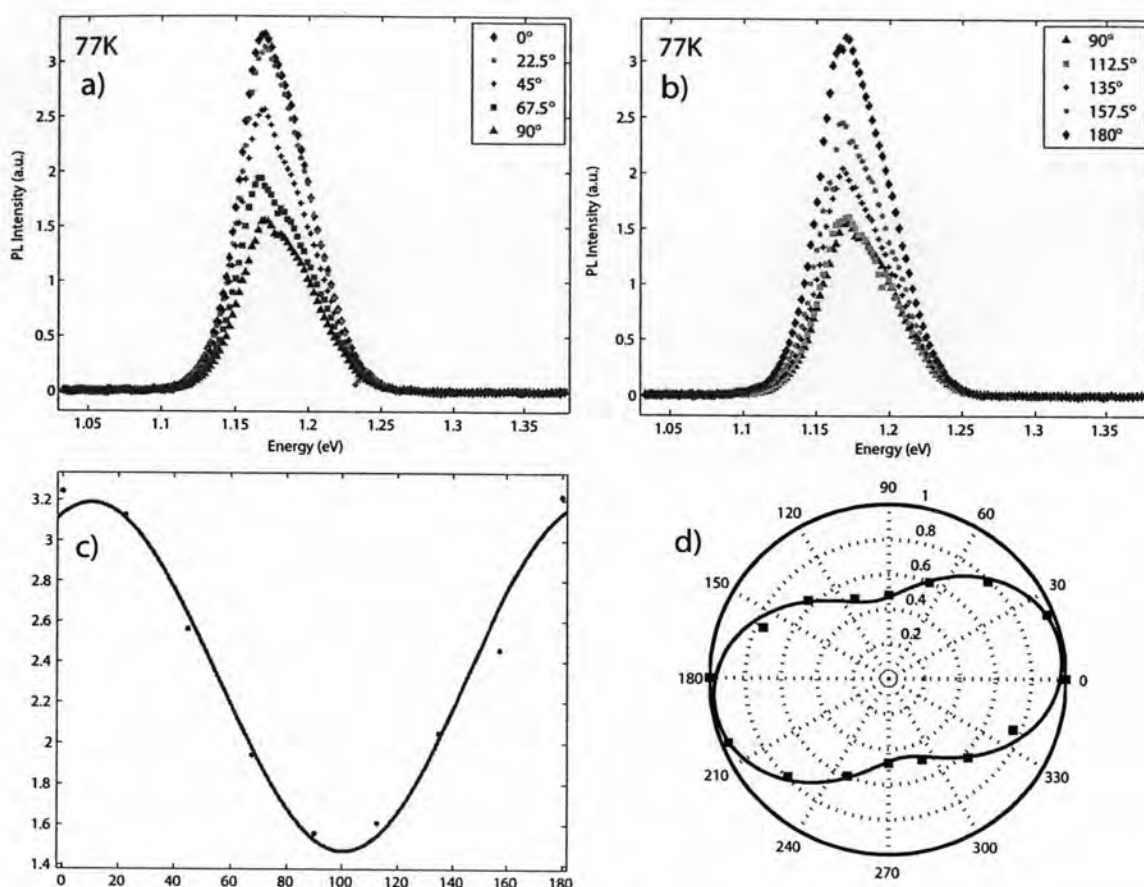 77K
a)
0°
22.5°
45°
67.5°
90°
PL Intensity (a.u.)
3
2.5
2
1.5
1
0.5
0
1.05 1.1 1.15 1.2 1.25 1.3 1.35
Energy (eV)
77K
b)
90°
112.5°
135°
157.5°
180°
PL Intensity (a.u.)
3
2.5
2
1.5
1
0.5
0
1.05 1.1 1.15 1.2 1.25 1.3 1.35
Energy (eV)
c)
3.2
3
2.8
2.6
2.4
2.2
2
1.8
1.6
1.4
0 20 40 60 80 100 120 140 160 180
d)
90
120 1 60
0.8
150 0.6 30
0.4
0.2
180 0
210 330
240 300
270